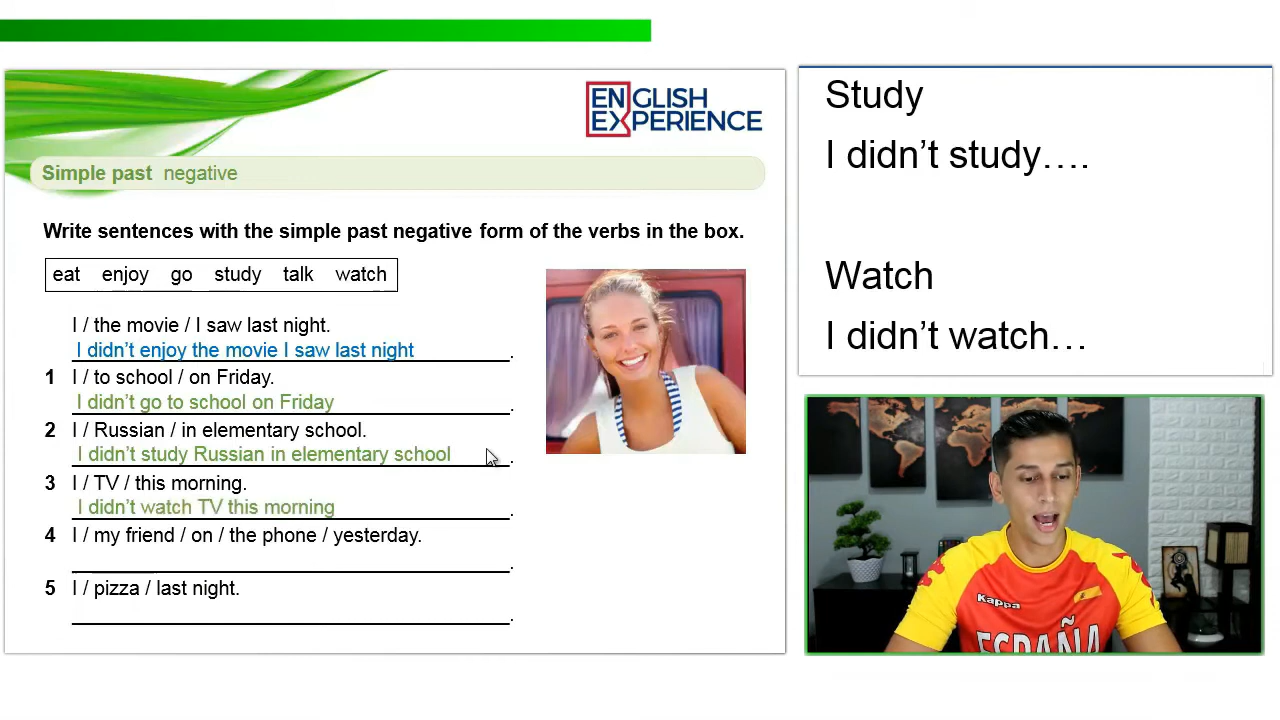 ENGLISH
EXPERIENCE
Simple past negative
Write sentences with the simple past negative form of the verbs in the box.
eat enjoy go study talk watch
I / the movie / I saw last night.
I didn't enjoy the movie I saw last night.
1 I / to school / on Friday.
I didn't go to school on Friday.
2 I / Russian / in elementary school.
I didn't study Russian in elementary school.
3 I / TV / this morning.
I didn't watch TV this morning.
4 I / my friend / on / the phone / yesterday.
5 I / pizza / last night.
Study
I didn't study….
Watch
I didn't watch…
Kappa
ESPAÑA